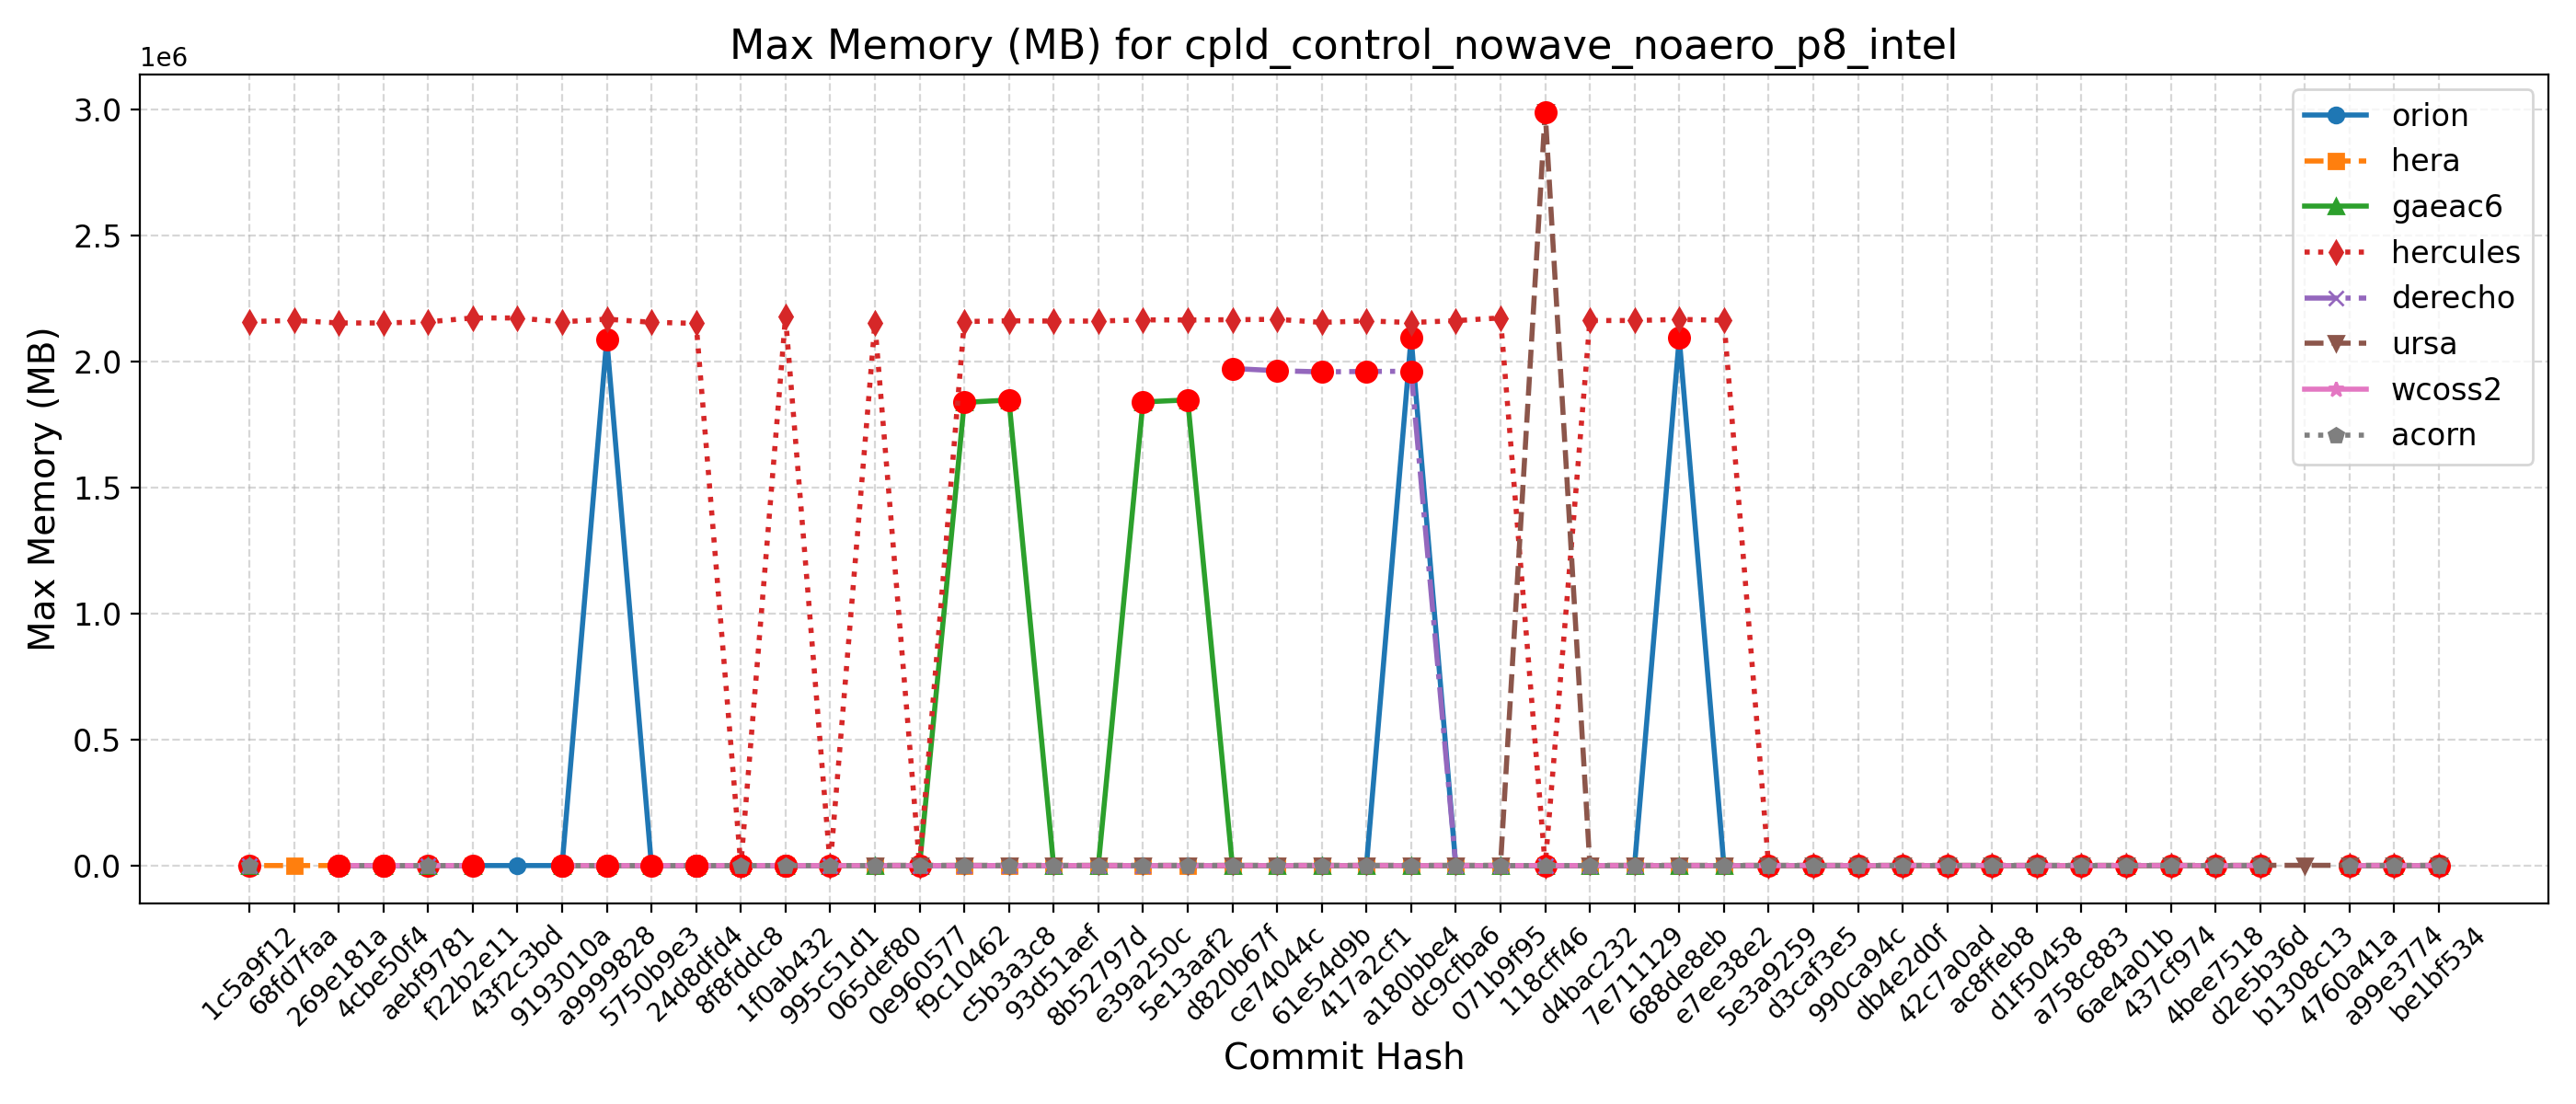 Max Memory (MB) for cpld_control_nowave_noaero_p8_intel
1e6
3.0
2.5
2.0
1.5
1.0
0.5
0.0
Max Memory (MB)
orion
hera
gaeac6
hercules
derecho
ursa
wcoss2
acorn
1c5a9f12
68fd7faa
269e181a
4cbe50f4
aebf9781
f22b2e11
43f2c3bd
9193010a
a9999828
5750b9e3
24d8dfd4
8f8fddc8
1f0ab432
995c51d1
065def80
0e960577
f9c10462
c5b3a3c8
93d51aef
8b52797d
e39a250c
5e13aaf2
d820b67f
ce74044c
61e54d9b
417a2cf1
a180bbe4
dc9cfba6
071b9f95
118cff46
d4bac232
7e711129
688de8eb
e7ee38e2
5e3a9259
d3caf3e5
990ca94c
db4e2d0f
42c7a0ad
ac8ffeb8
d1f50458
a758c883
6ae4a01b
437cf974
4bee7518
d2e5b36d
b1308c13
4760a41a
a99e3774
be1bf534
Commit Hash